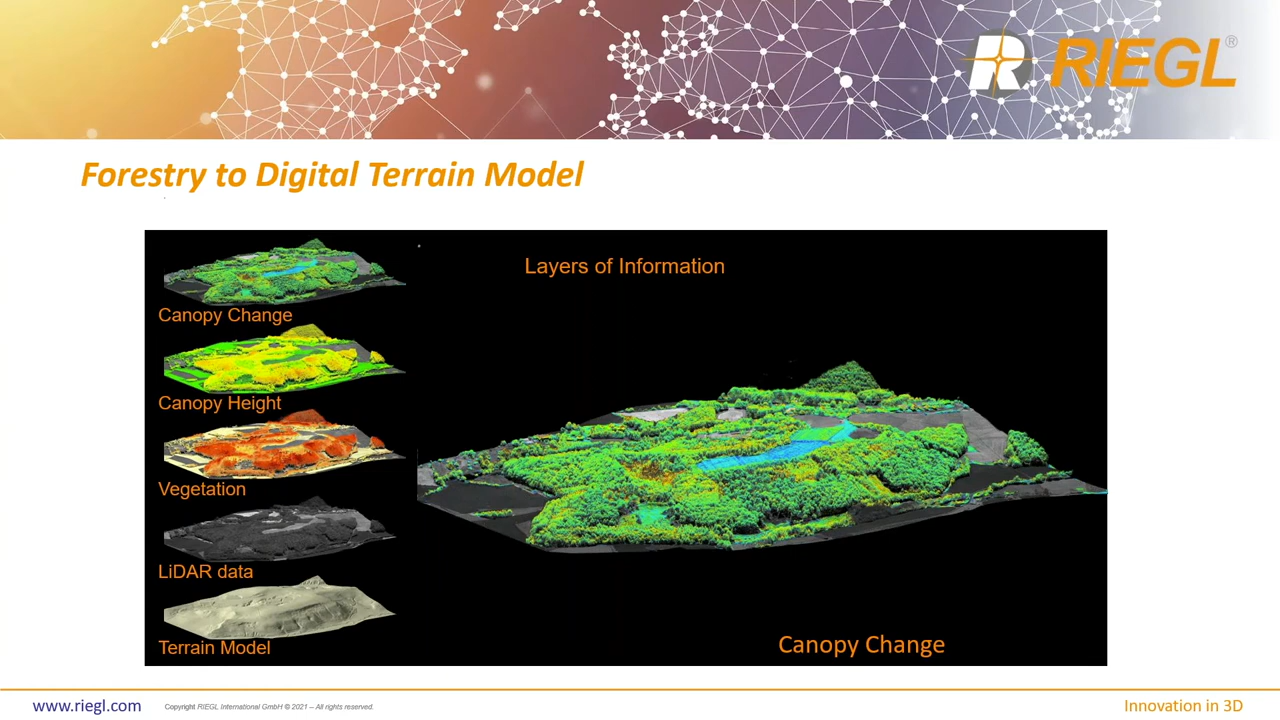 RIEGL®
Forestry to Digital Terrain Model
Layers of Information
Canopy Change
Canopy Height
Vegetation
LiDAR data
Terrain Model
Canopy Change
www.riegl.com
Copyright RIEGL International GmbH © 2021 – All rights reserved.
Innovation in 3D